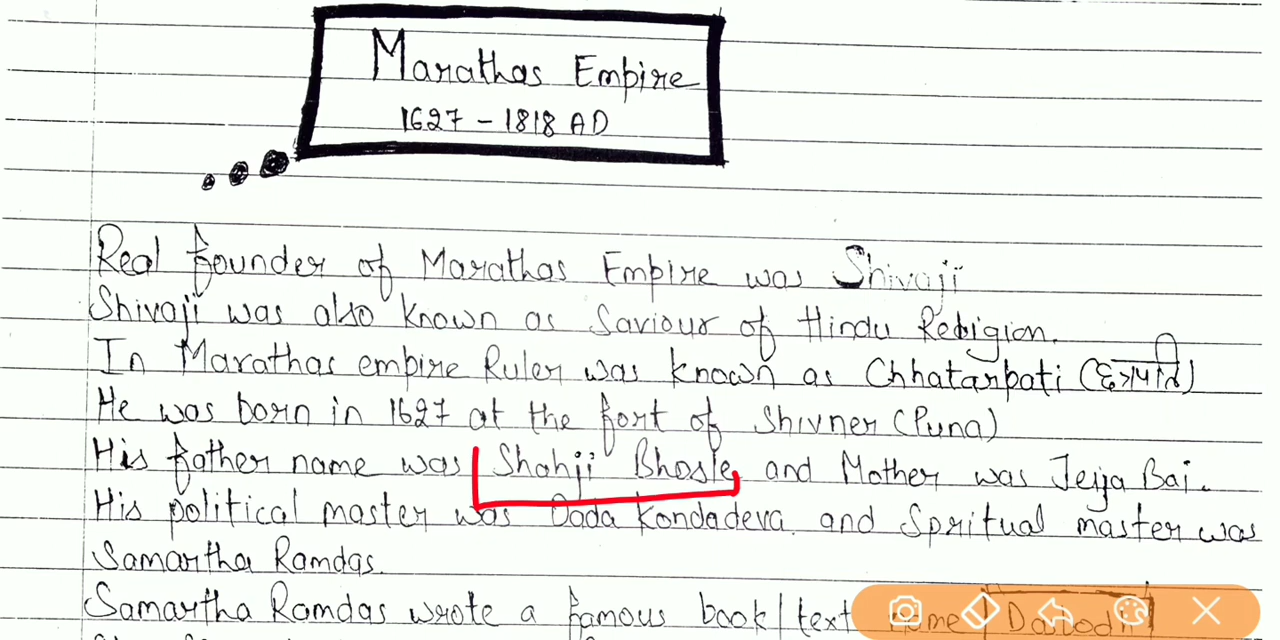 Marathas Empire
1627 - 1818 AD
Real founder of Marathas Empire was Shivaji
Shivaji was also known as Saviour of Hindu Religion.
In Marathas empire Ruler was known as Chhatarpati (छत्रपति)
He was born in 1627 at the fort of Shivner (Puna)
His father name was Shahji Bhosle and Mother was Jeija Bai.
His political master was Dada Kondadeva and Spritual master was
Samartha Ramdas.
Samartha Ramdas wrote a famous book/text